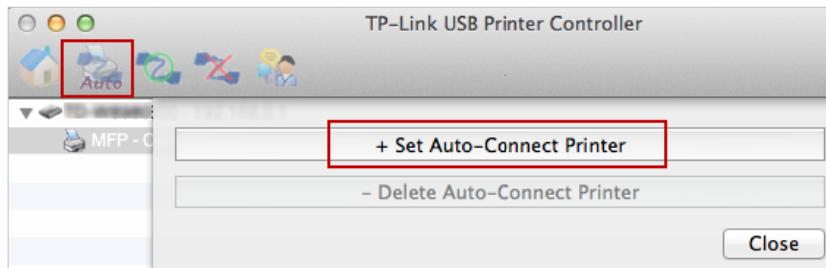 TP-Link USB Printer Controller
Auto
MFP - C
+ Set Auto-Connect Printer
- Delete Auto-Connect Printer
Close